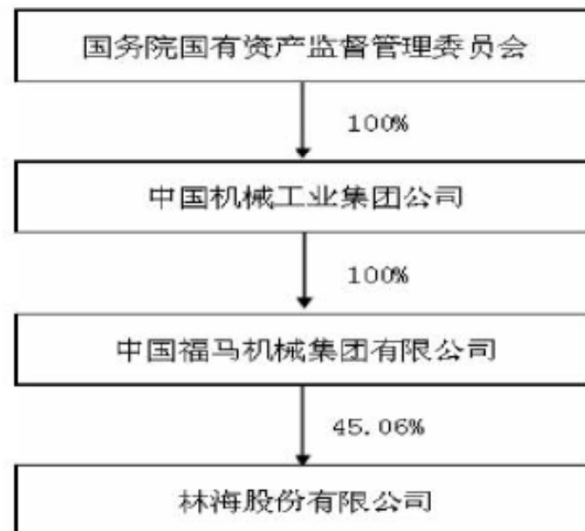 国务院国有资产监督管理委员会
100%
中国机械工业集团公司
100%
中国福马机械集团有限公司
45.06%
林海股份有限公司